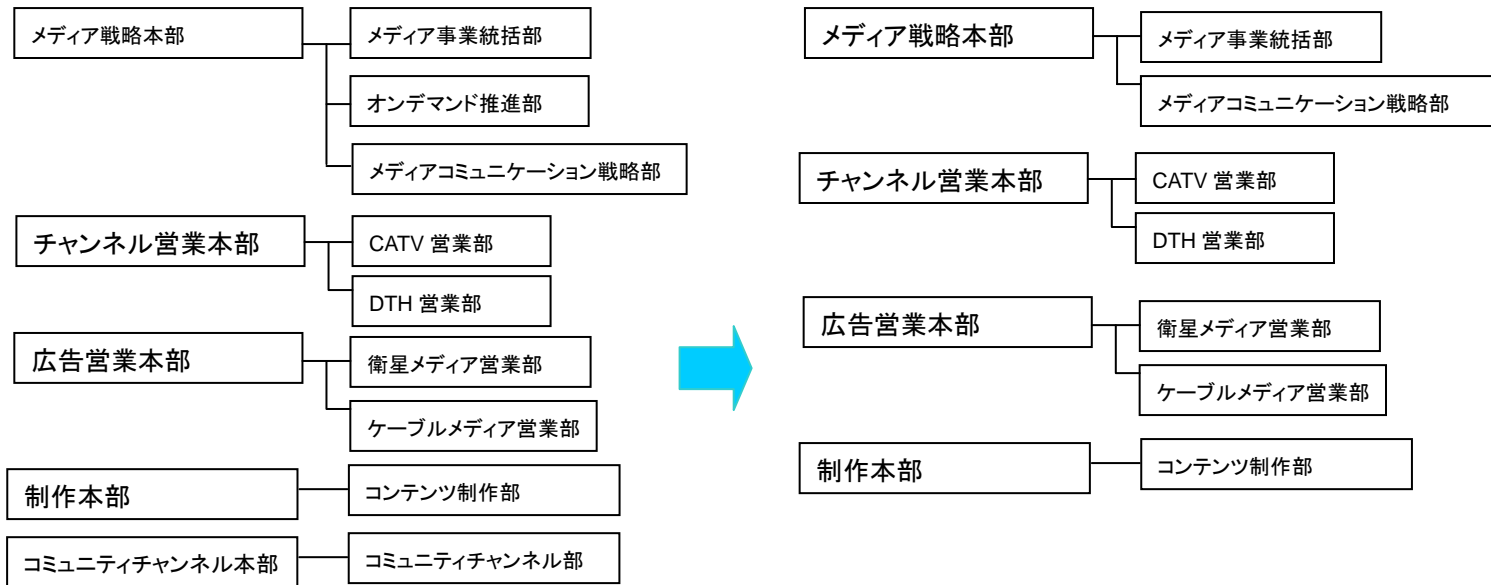 メディア戦略本部
メディア事業統括部
オンデマンド推進部
メディアコミュニケーション戦略部
チャンネル営業本部
CATV 営業部
DTH 営業部
広告営業本部
衛星メディア営業部
ケーブルメディア営業部
制作本部
コンテンツ制作部
コミュニティチャンネル本部
コミュニティチャンネル部
メディア戦略本部
メディア事業統括部
メディアコミュニケーション戦略部
チャンネル営業本部
CATV 営業部
DTH 営業部
広告営業本部
衛星メディア営業部
ケーブルメディア営業部
制作本部
コンテンツ制作部